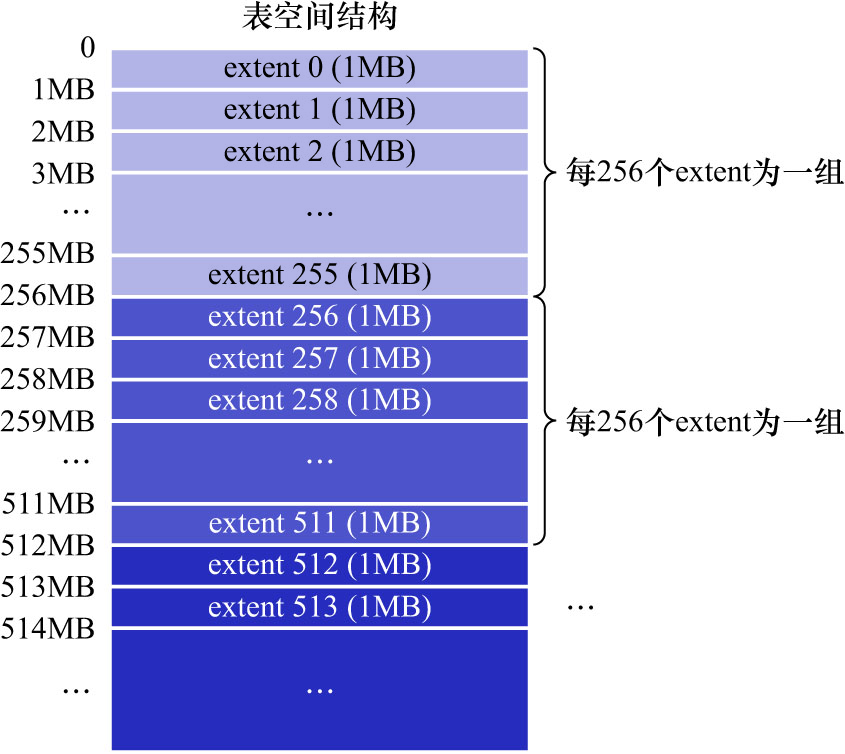 表空间结构
0
extent 0 (1MB)
1MB
extent 1 (1MB)
2MB
extent 2 (1MB)
3MB
每256个extent为一组
...
...
255MB
extent 255 (1MB)
256MB
extent 256 (1MB)
257MB
extent 257 (1MB)
258MB
extent 258 (1MB)
259MB
每256个extent为一组
...
...
511MB
extent 511 (1MB)
512MB
extent 512 (1MB)
513MB
extent 513 (1MB)
...
514MB
...
...